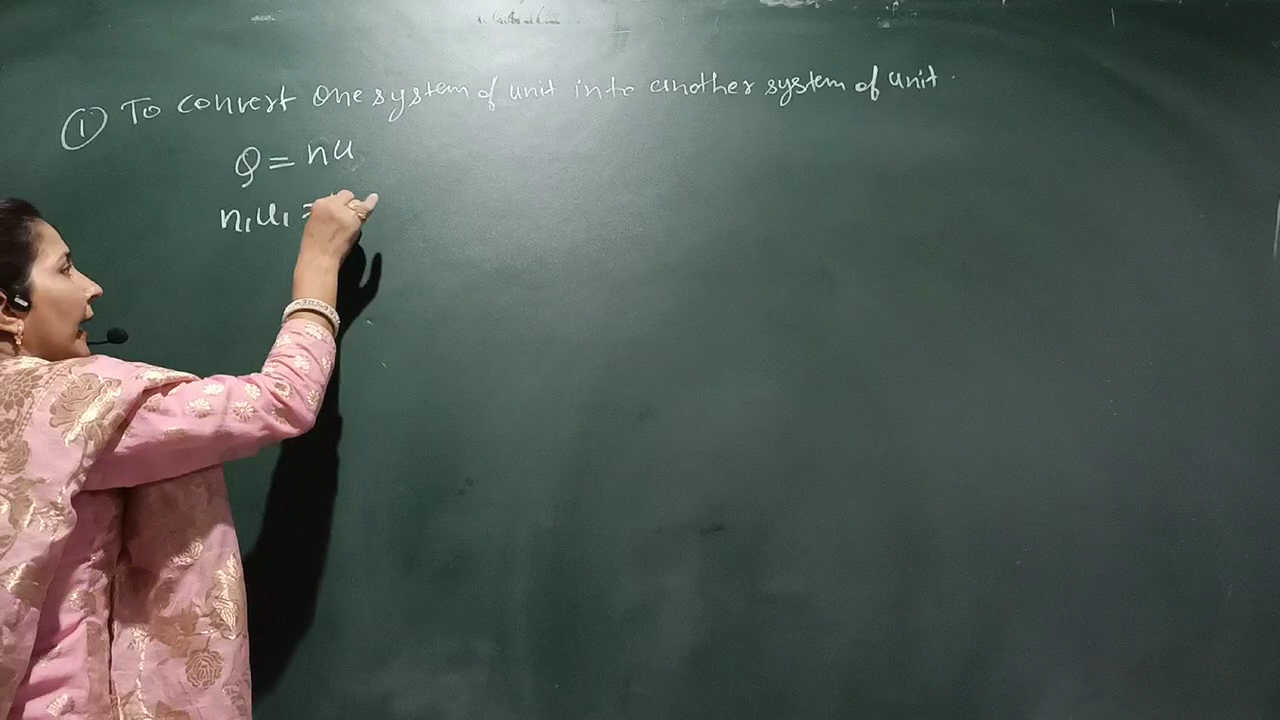 ① To convert one system of unit into another system of unit.
Q = nu
n₁u₁ =